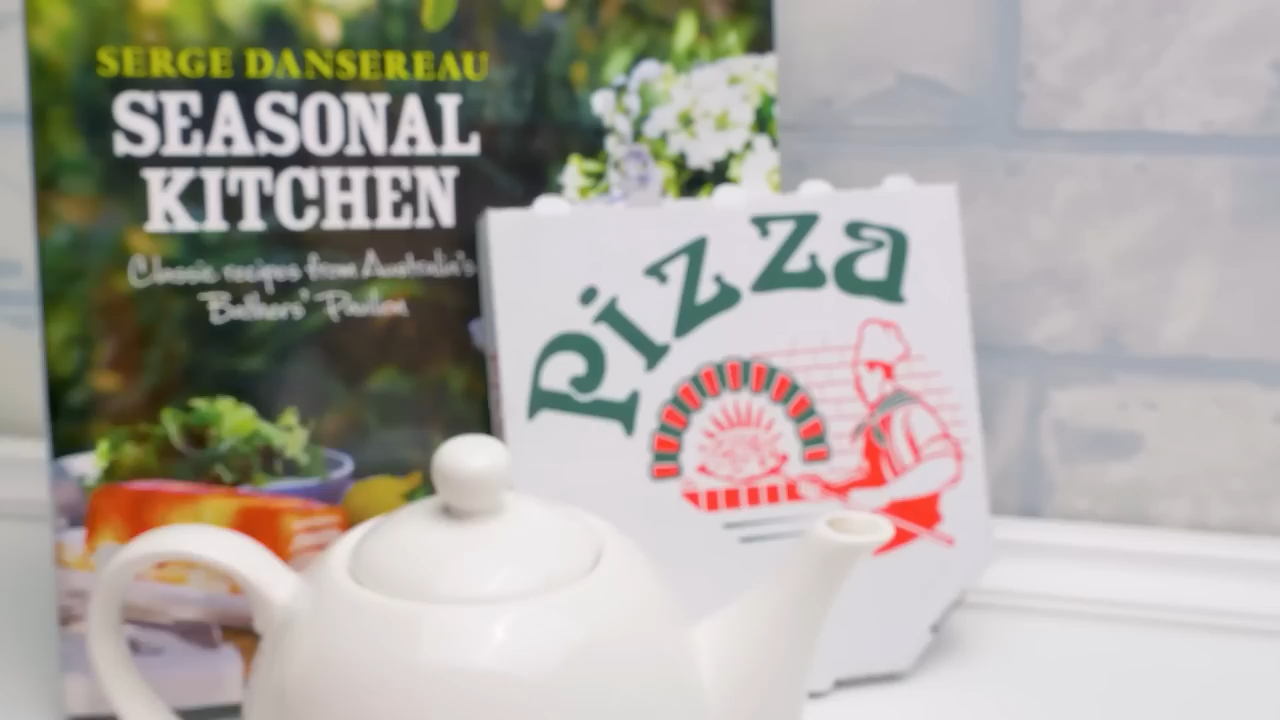 SERGE DANSEREAU
SEASONAL
KITCHEN
Classic recipes from Australia's
Bathers' Pavilion
Pizza